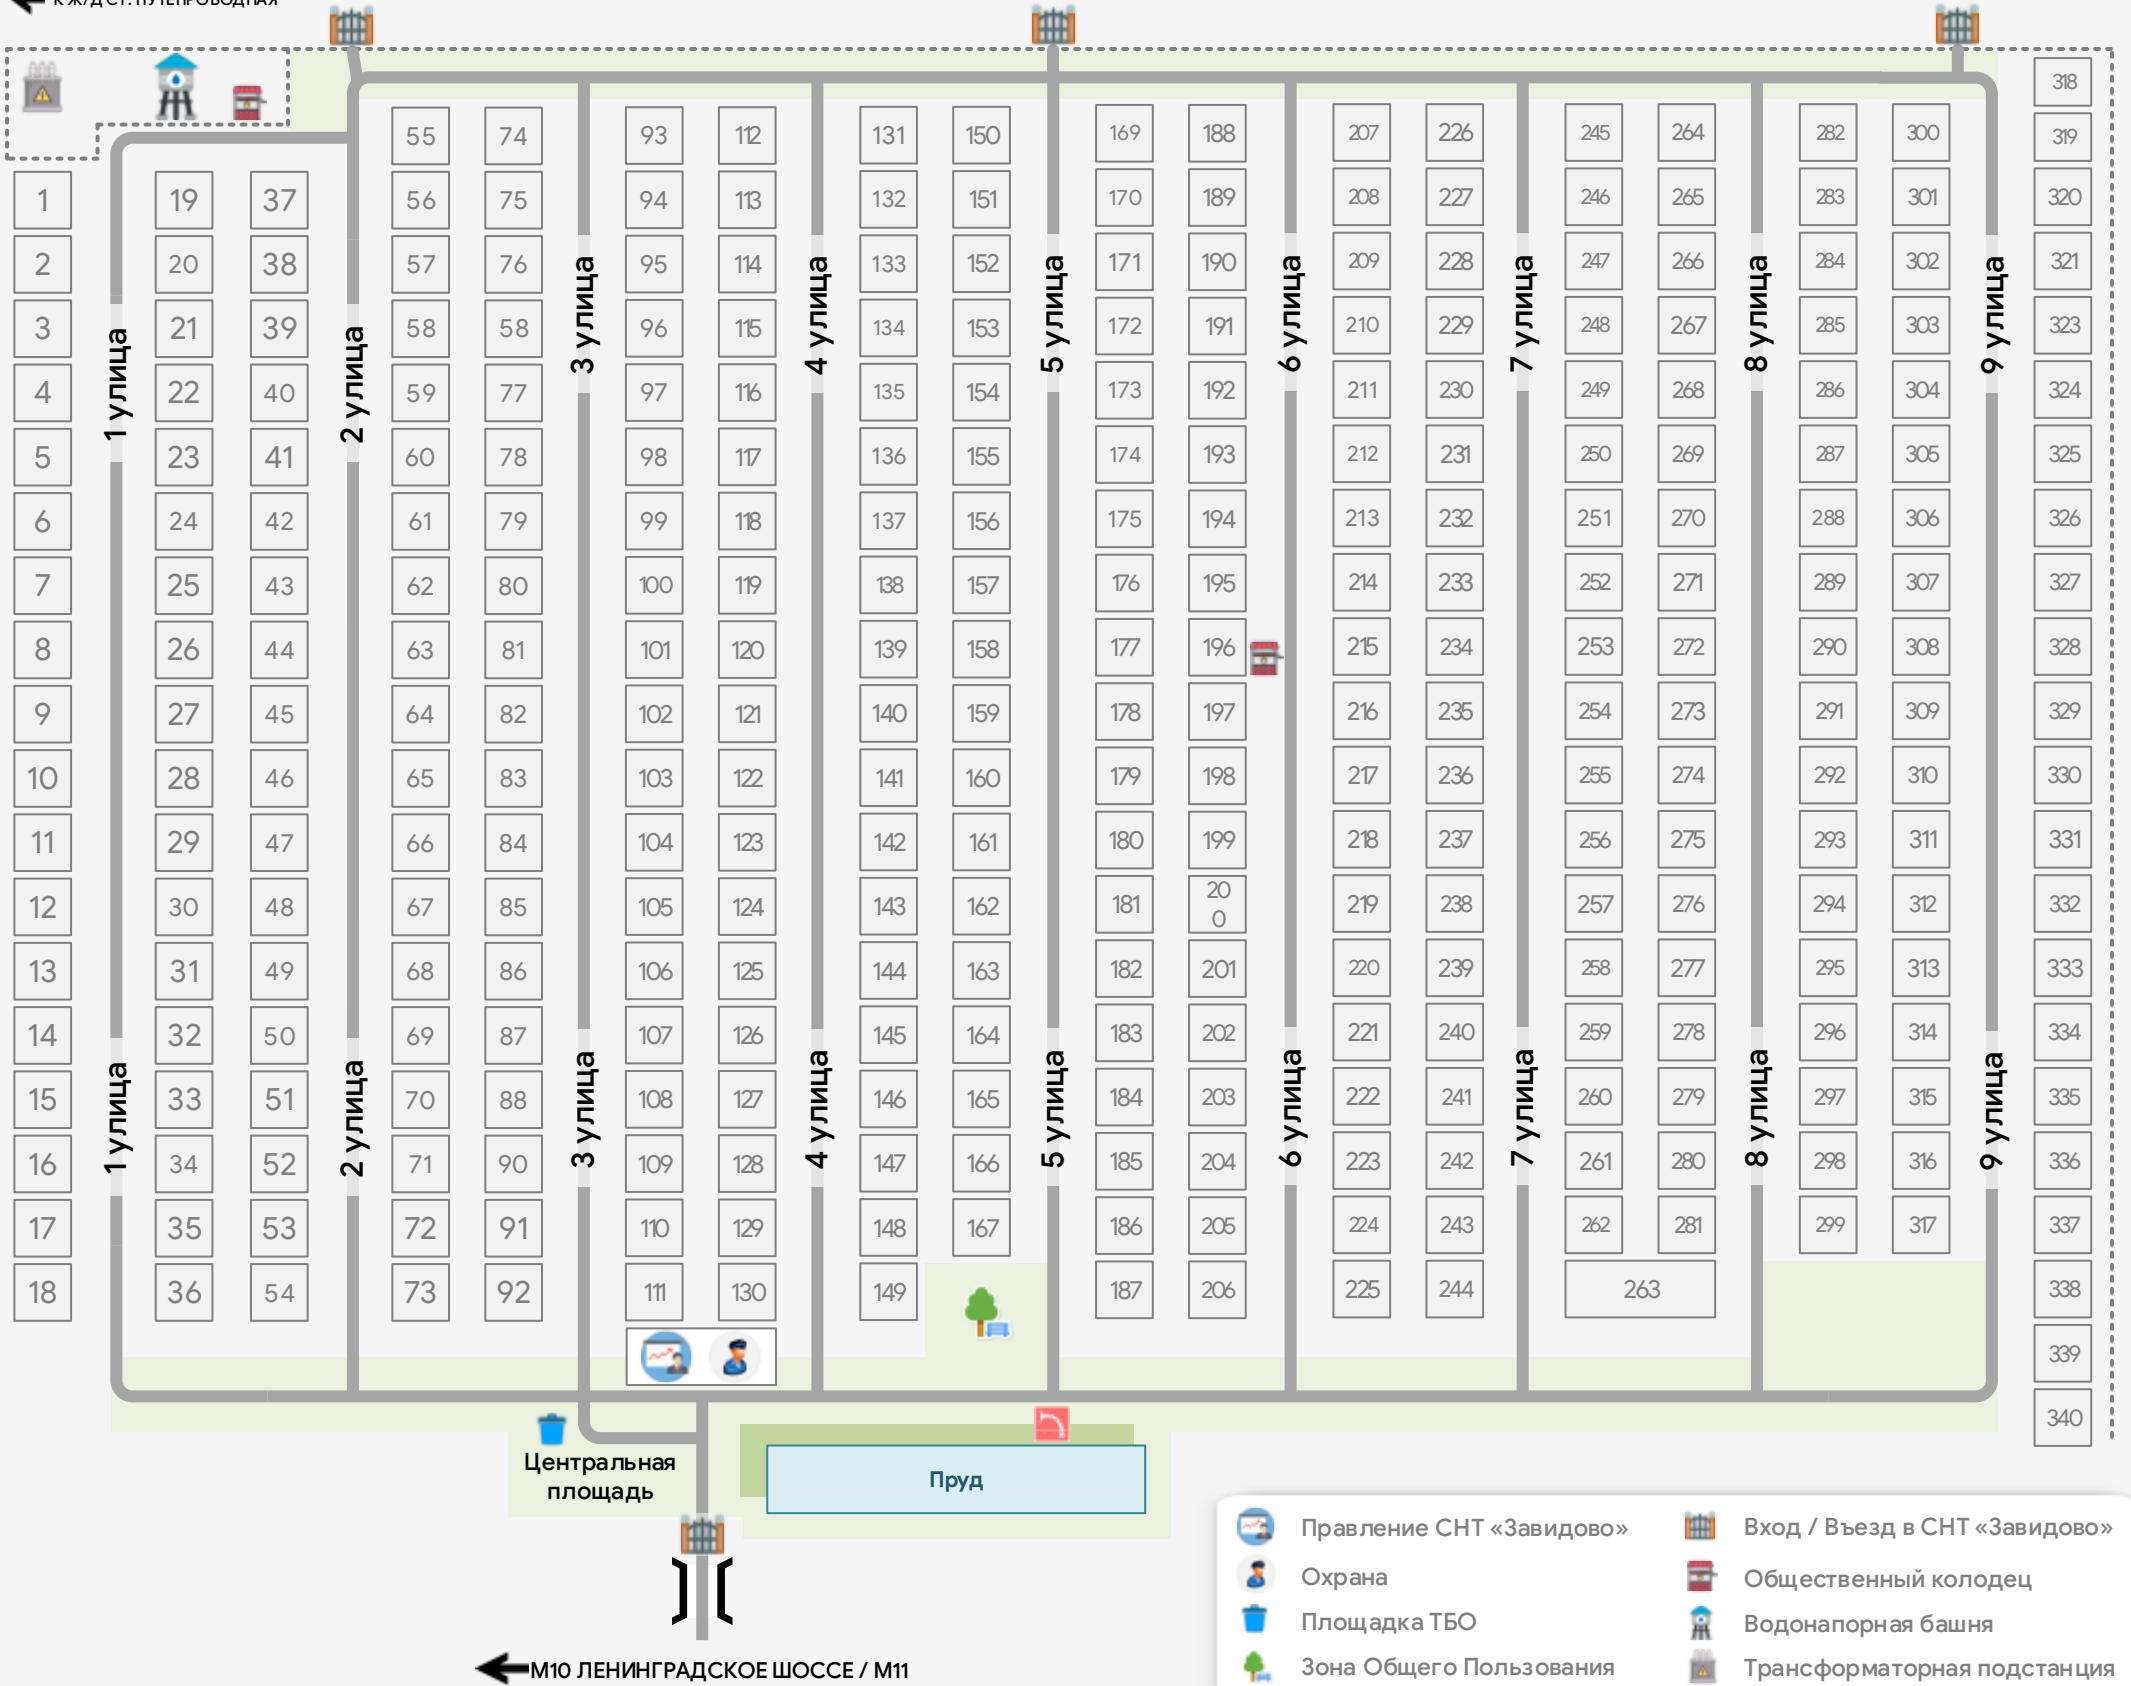 К Ж/Д СТ. ПУТЕПРОВОДНАЯ
318
55 74 93 112 131 150 169 188 207 226 245 264 282 300 319
1 19 37 56 75 94 113 132 151 170 189 208 227 246 265 283 301 320
2 20 38 57 76 95 114 133 152 171 190 209 228 247 266 284 302 321
3 21 39 58 58 96 115 134 153 172 191 210 229 248 267 285 303 323
1 улица 2 улица 3 улица 4 улица 5 улица 6 улица 7 улица 8 улица 9 улица
4 22 40 59 77 97 116 135 154 173 192 211 230 249 268 286 304 324
5 23 41 60 78 98 117 136 155 174 193 212 231 250 269 287 305 325
6 24 42 61 79 99 118 137 156 175 194 213 232 251 270 288 306 326
7 25 43 62 80 100 119 138 157 176 195 214 233 252 271 289 307 327
8 26 44 63 81 101 120 139 158 177 196 215 234 253 272 290 308 328
9 27 45 64 82 102 121 140 159 178 197 216 235 254 273 291 309 329
10 28 46 65 83 103 122 141 160 179 198 217 236 255 274 292 310 330
11 29 47 66 84 104 123 142 161 180 199 218 237 256 275 293 311 331
12 30 48 67 85 105 124 143 162 181 200 219 238 257 276 294 312 332
13 31 49 68 86 106 125 144 163 182 201 220 239 258 277 295 313 333
14 32 50 69 87 107 126 145 164 183 202 221 240 259 278 296 314 334
15 33 51 70 88 108 127 146 165 184 203 222 241 260 279 297 315 335
1 улица 2 улица 3 улица 4 улица 5 улица 6 улица 7 улица 8 улица 9 улица
16 34 52 71 90 109 128 147 166 185 204 223 242 261 280 298 316 336
17 35 53 72 91 110 129 148 167 186 205 224 243 262 281 299 317 337
18 36 54 73 92 111 130 149 187 206 225 244 263 338
339
340
Центральная
площадь
Пруд
М10 ЛЕНИНГРАДСКОЕ ШОССЕ / М11
Правление СНТ «Завидово»
Охрана
Площадка ТБО
Зона Общего Пользования
Вход / Въезд в СНТ «Завидово»
Общественный колодец
Водонапорная башня
Трансформаторная подстанция